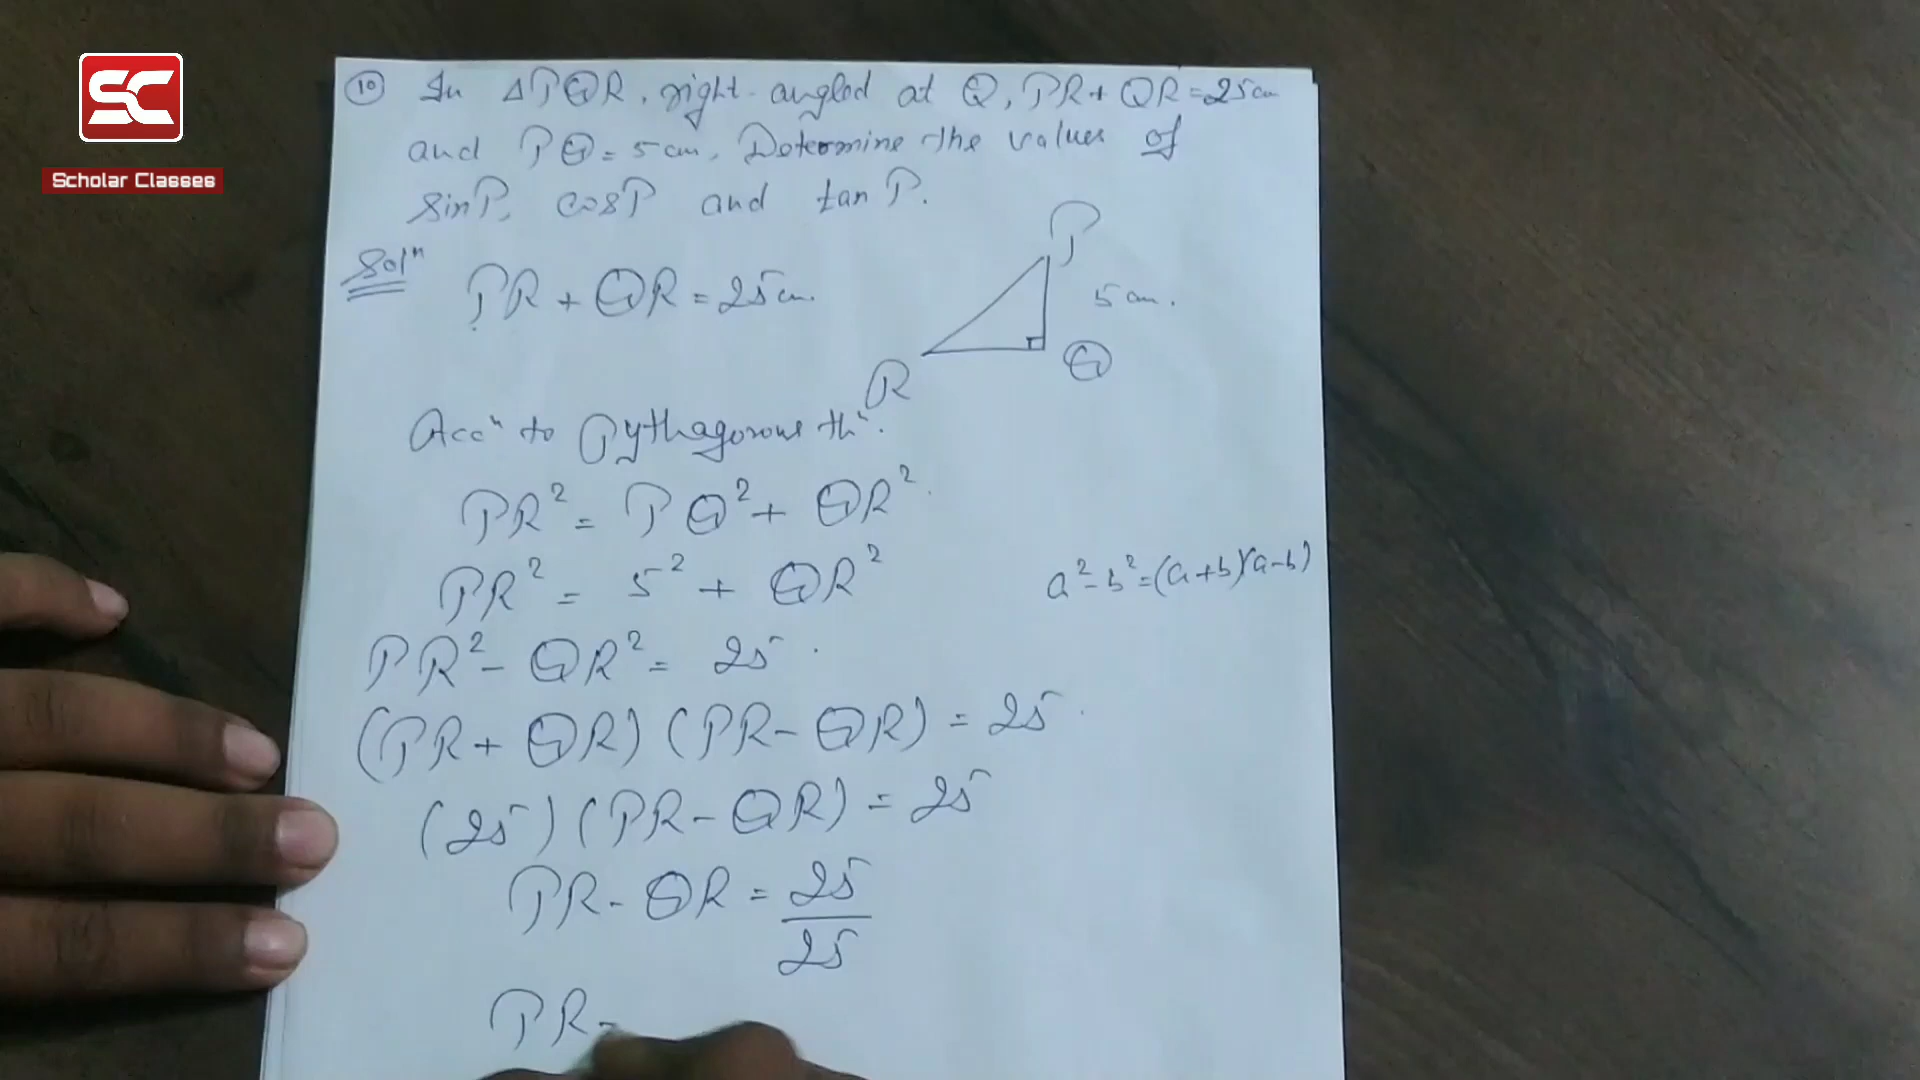 SC
Scholar Classes
(10) In ΔPQR, right-angled at Q, PR + QR = 25 cm
and PQ = 5 cm. Determine the values of
sin P, cos P and tan P.
Solⁿ
PR + QR = 25 cm.
P
5 cm.
Q
R
Accⁿ to Pythagorous thⁿ.
PR² = PQ² + QR²
PR² = 5² + QR²
a² - b² = (a+b)(a-b)
PR² - QR² = 25
(PR + QR) (PR - QR) = 25
(25) (PR - QR) = 25
PR - QR = 25/25
PR -